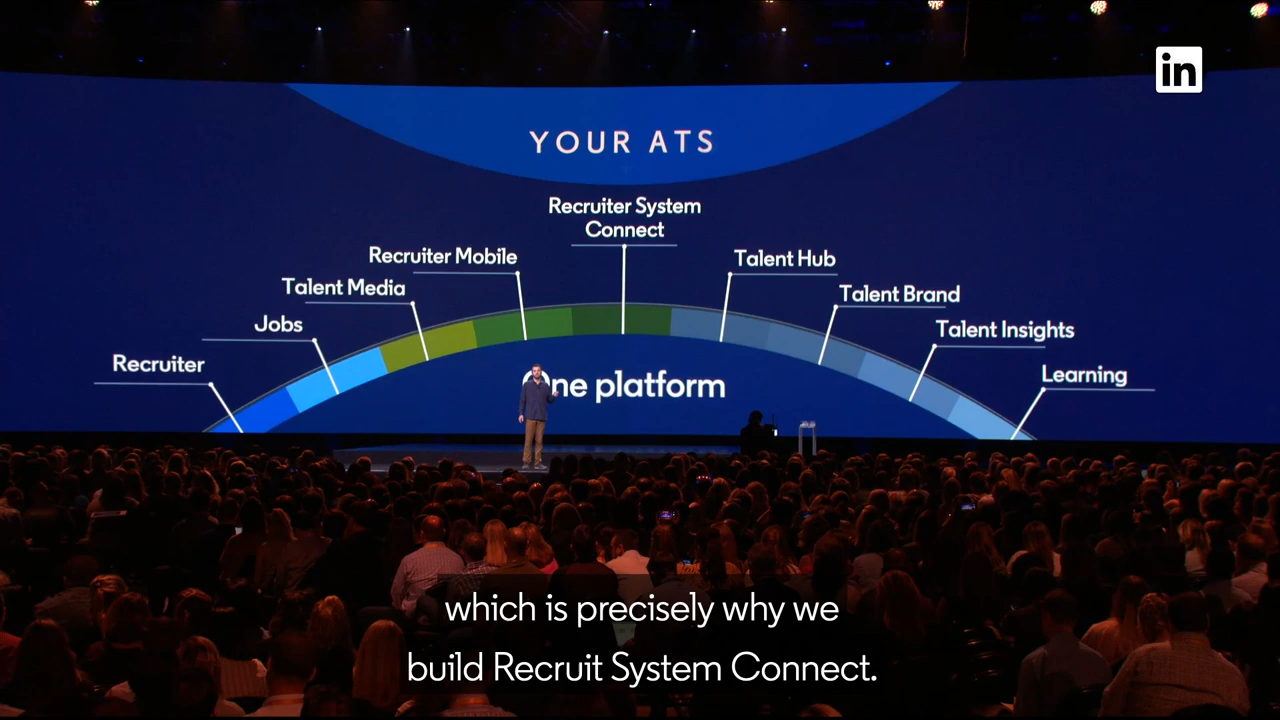 in
YOUR ATS
Recruiter System
Connect
Recruiter Mobile
Talent Hub
Talent Media
Talent Brand
Jobs
Talent Insights
Recruiter
Learning
One platform
which is precisely why we
build Recruit System Connect.